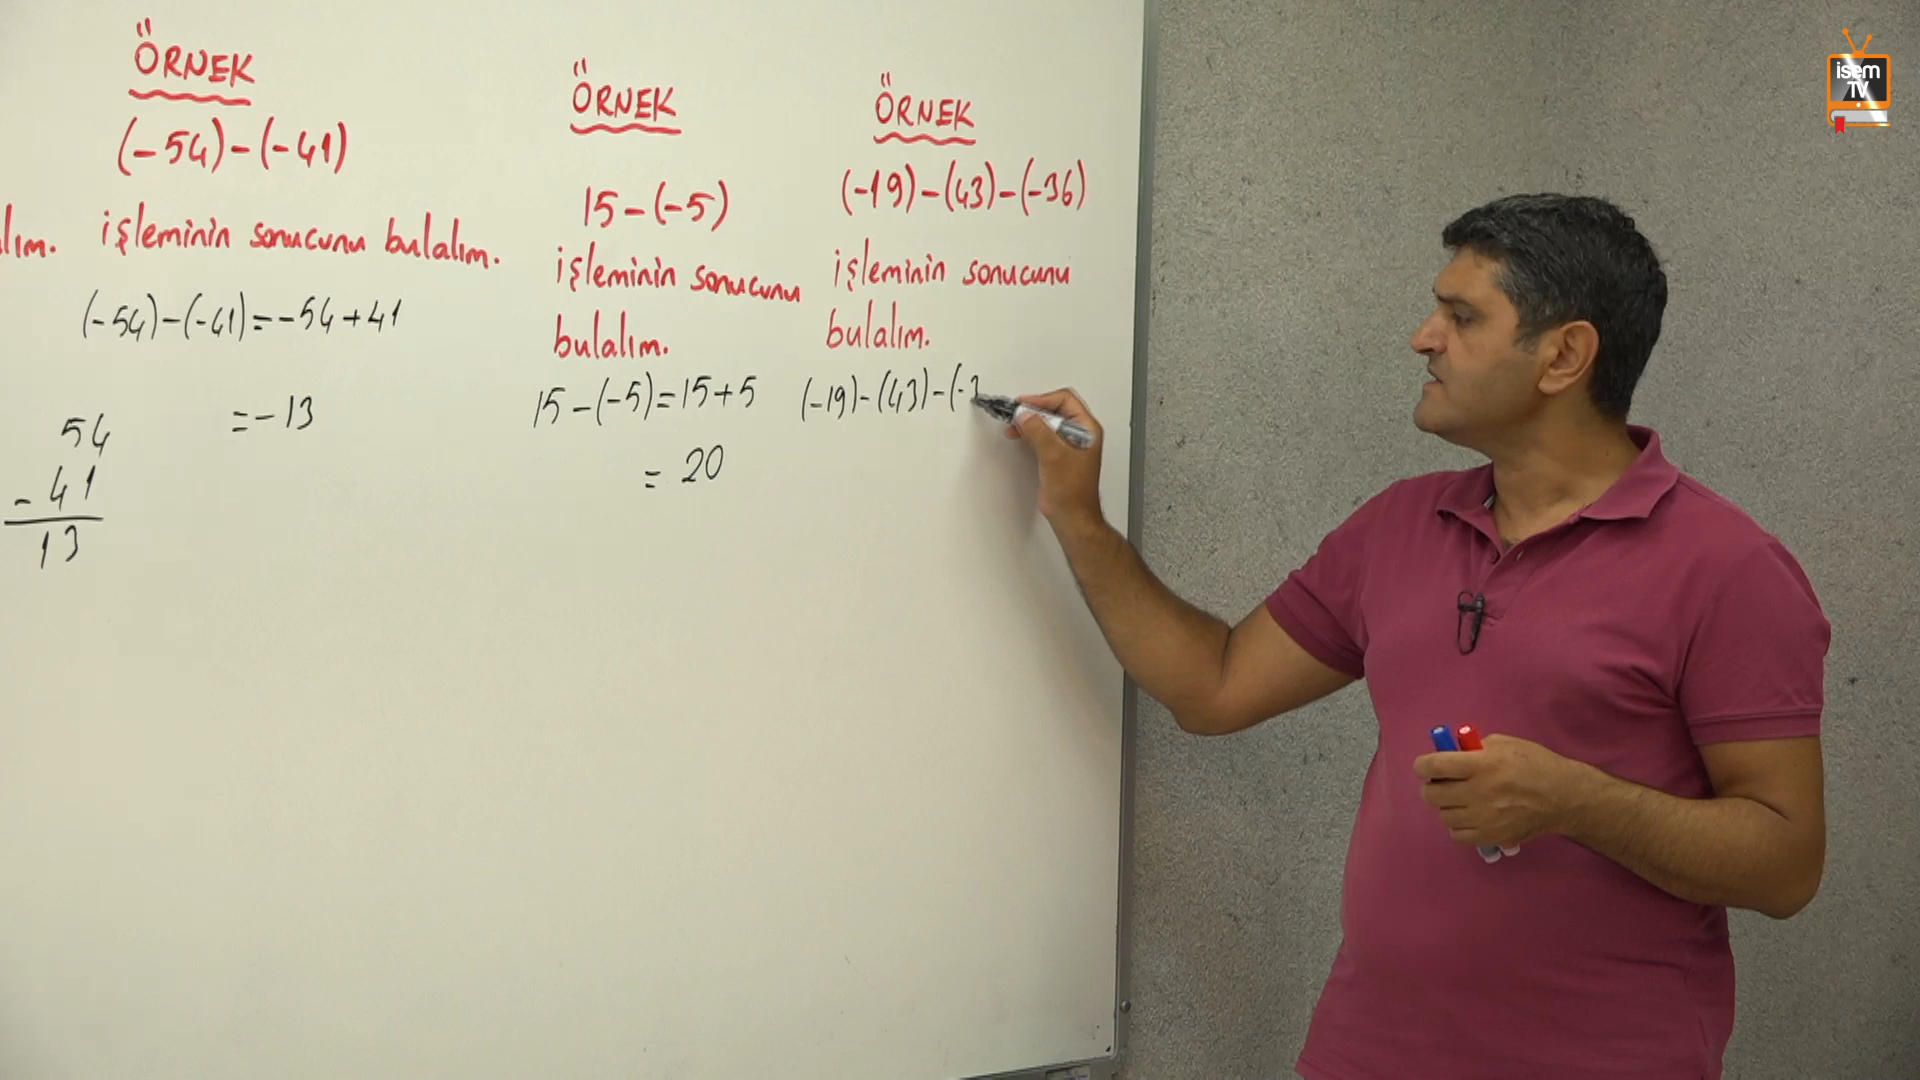 ÖRNEK
(-54)-(-41)
lım. işleminin sonucunu bulalım.
(-54)-(-41)=-54+41
=-13
54
- 41
13
ÖRNEK
15-(-5)
işleminin sonucunu
bulalım.
15-(-5)=15+5
= 20
ÖRNEK
(-19)-(43)-(-36)
işleminin sonucunu
bulalım.
(-19)-(43)-(-3
isem
TV